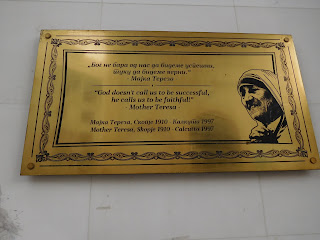 „Бог не бара од нас да бидеме успешни,
туку да бидеме верни.“
Мајка Тереза
“God doesn't call us to be successful,
he calls us to be faithful!”
Mother Teresa
Мајка Тереза, Скопје 1910 - Калкута 1997
Mother Teresa, Skopje 1910 - Calcutta 1997